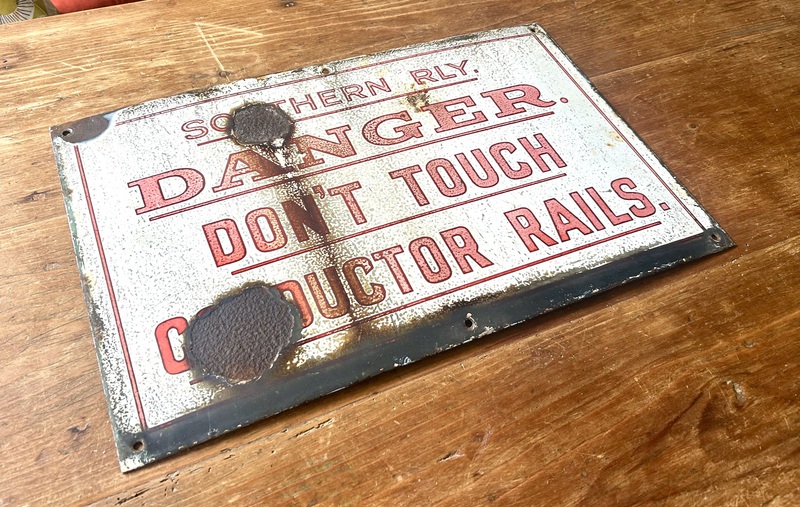 SOUTHERN RLY.
DANGER.
DON'T TOUCH
CONDUCTOR RAILS.